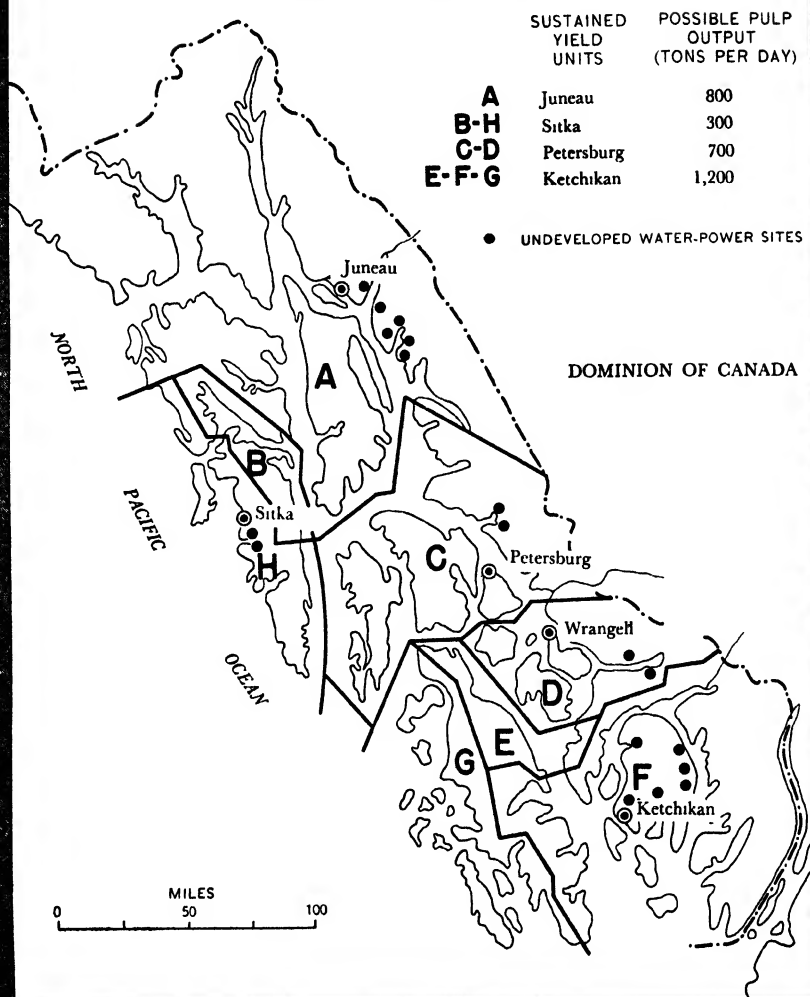 SUSTAINED YIELD UNITS
POSSIBLE PULP OUTPUT (TONS PER DAY)
A Juneau 800
B-H Sitka 300
C-D Petersburg 700
E-F-G Ketchikan 1,200
UNDEVELOPED WATER-POWER SITES
Juneau
NORTH
DOMINION OF CANADA
A
B
PACIFIC
Sitka
H
C
Petersburg
OCEAN
Wrangell
D
E
G
F
Ketchikan
MILES
0 50 100